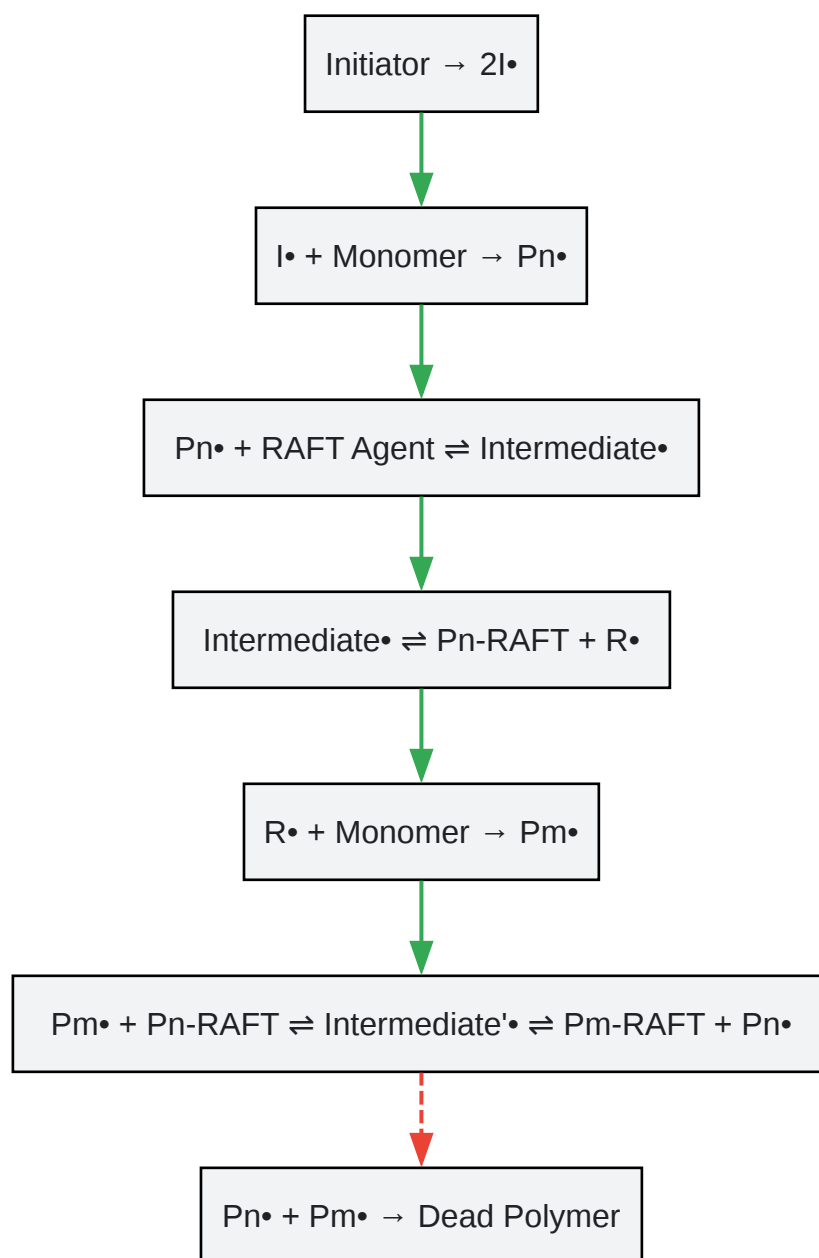 Initiator → 2I•
I• + Monomer → Pn•
Pn• + RAFT Agent ⇌ Intermediate•
Intermediate• ⇌ Pn-RAFT + R•
R• + Monomer → Pm•
Pm• + Pn-RAFT ⇌ Intermediate'• ⇌ Pm-RAFT + Pn•
Pn• + Pm• → Dead Polymer